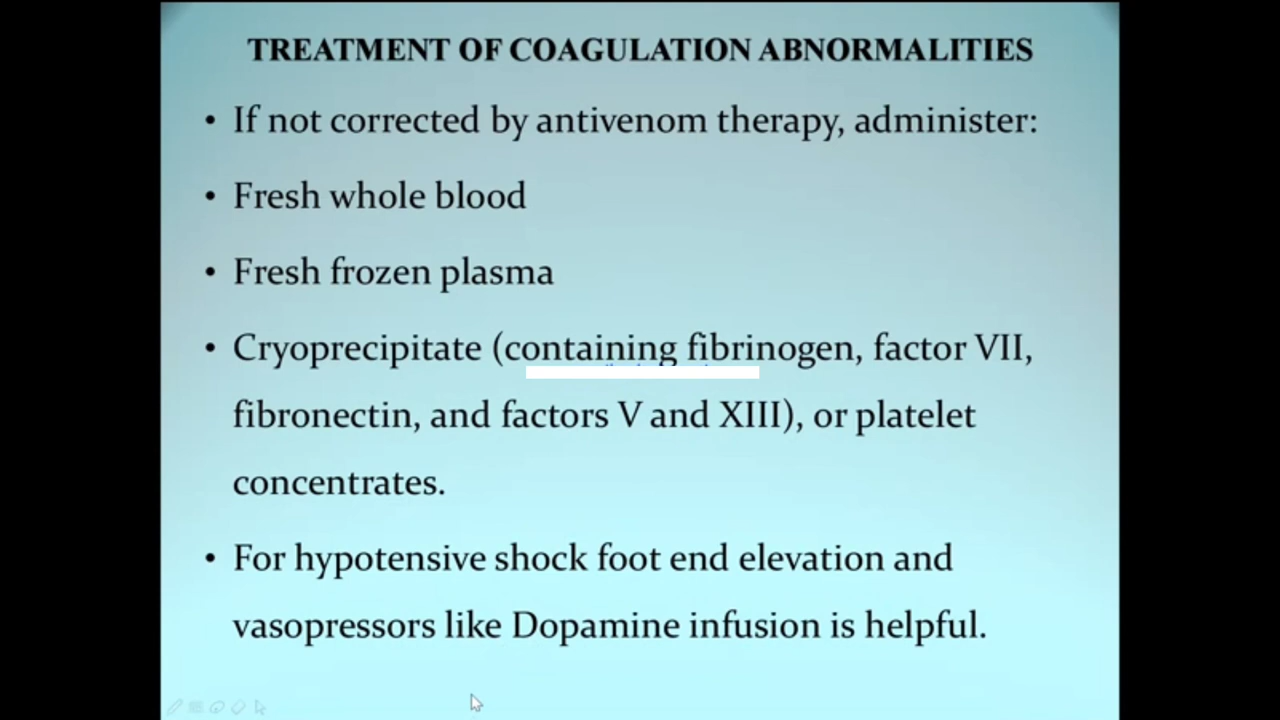 TREATMENT OF COAGULATION ABNORMALITIES
• If not corrected by antivenom therapy, administer:
• Fresh whole blood
• Fresh frozen plasma
• Cryoprecipitate (containing fibrinogen, factor VII,
fibronectin, and factors V and XIII), or platelet
concentrates.
• For hypotensive shock foot end elevation and
vasopressors like Dopamine infusion is helpful.